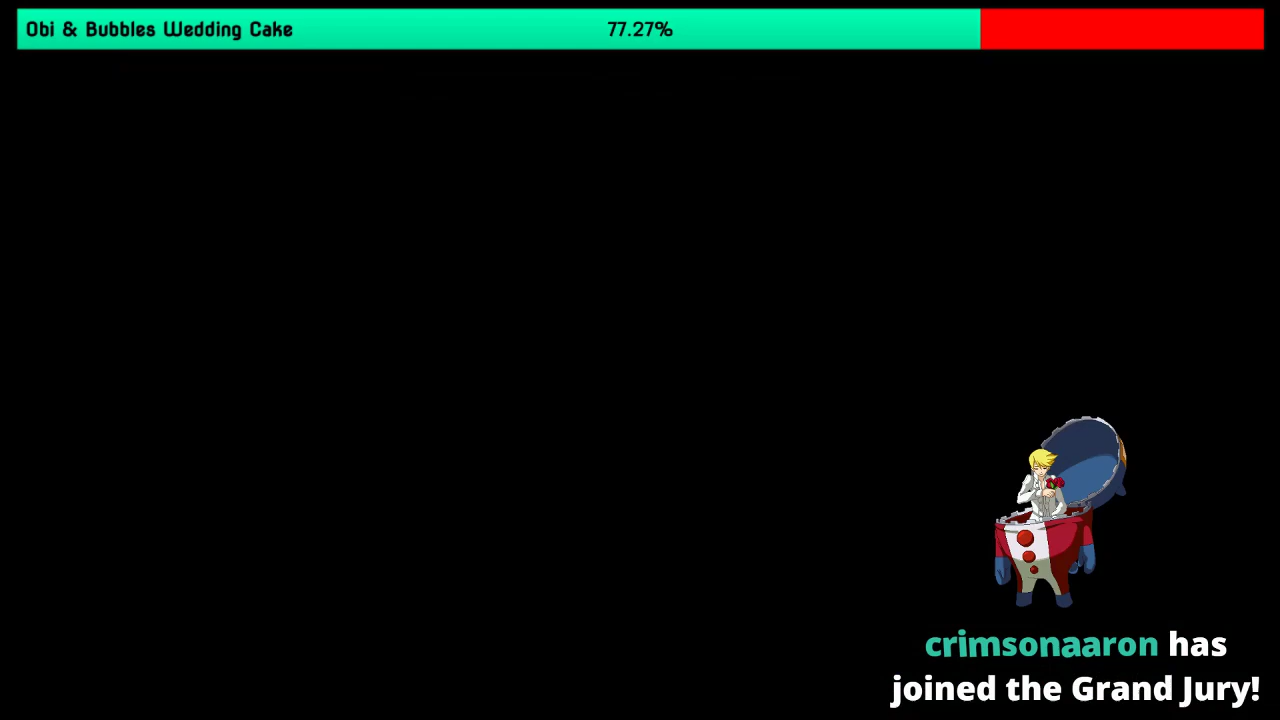 Obi & Bubbles Wedding Cake 77.27%
crimsonaaron has
joined the Grand Jury!